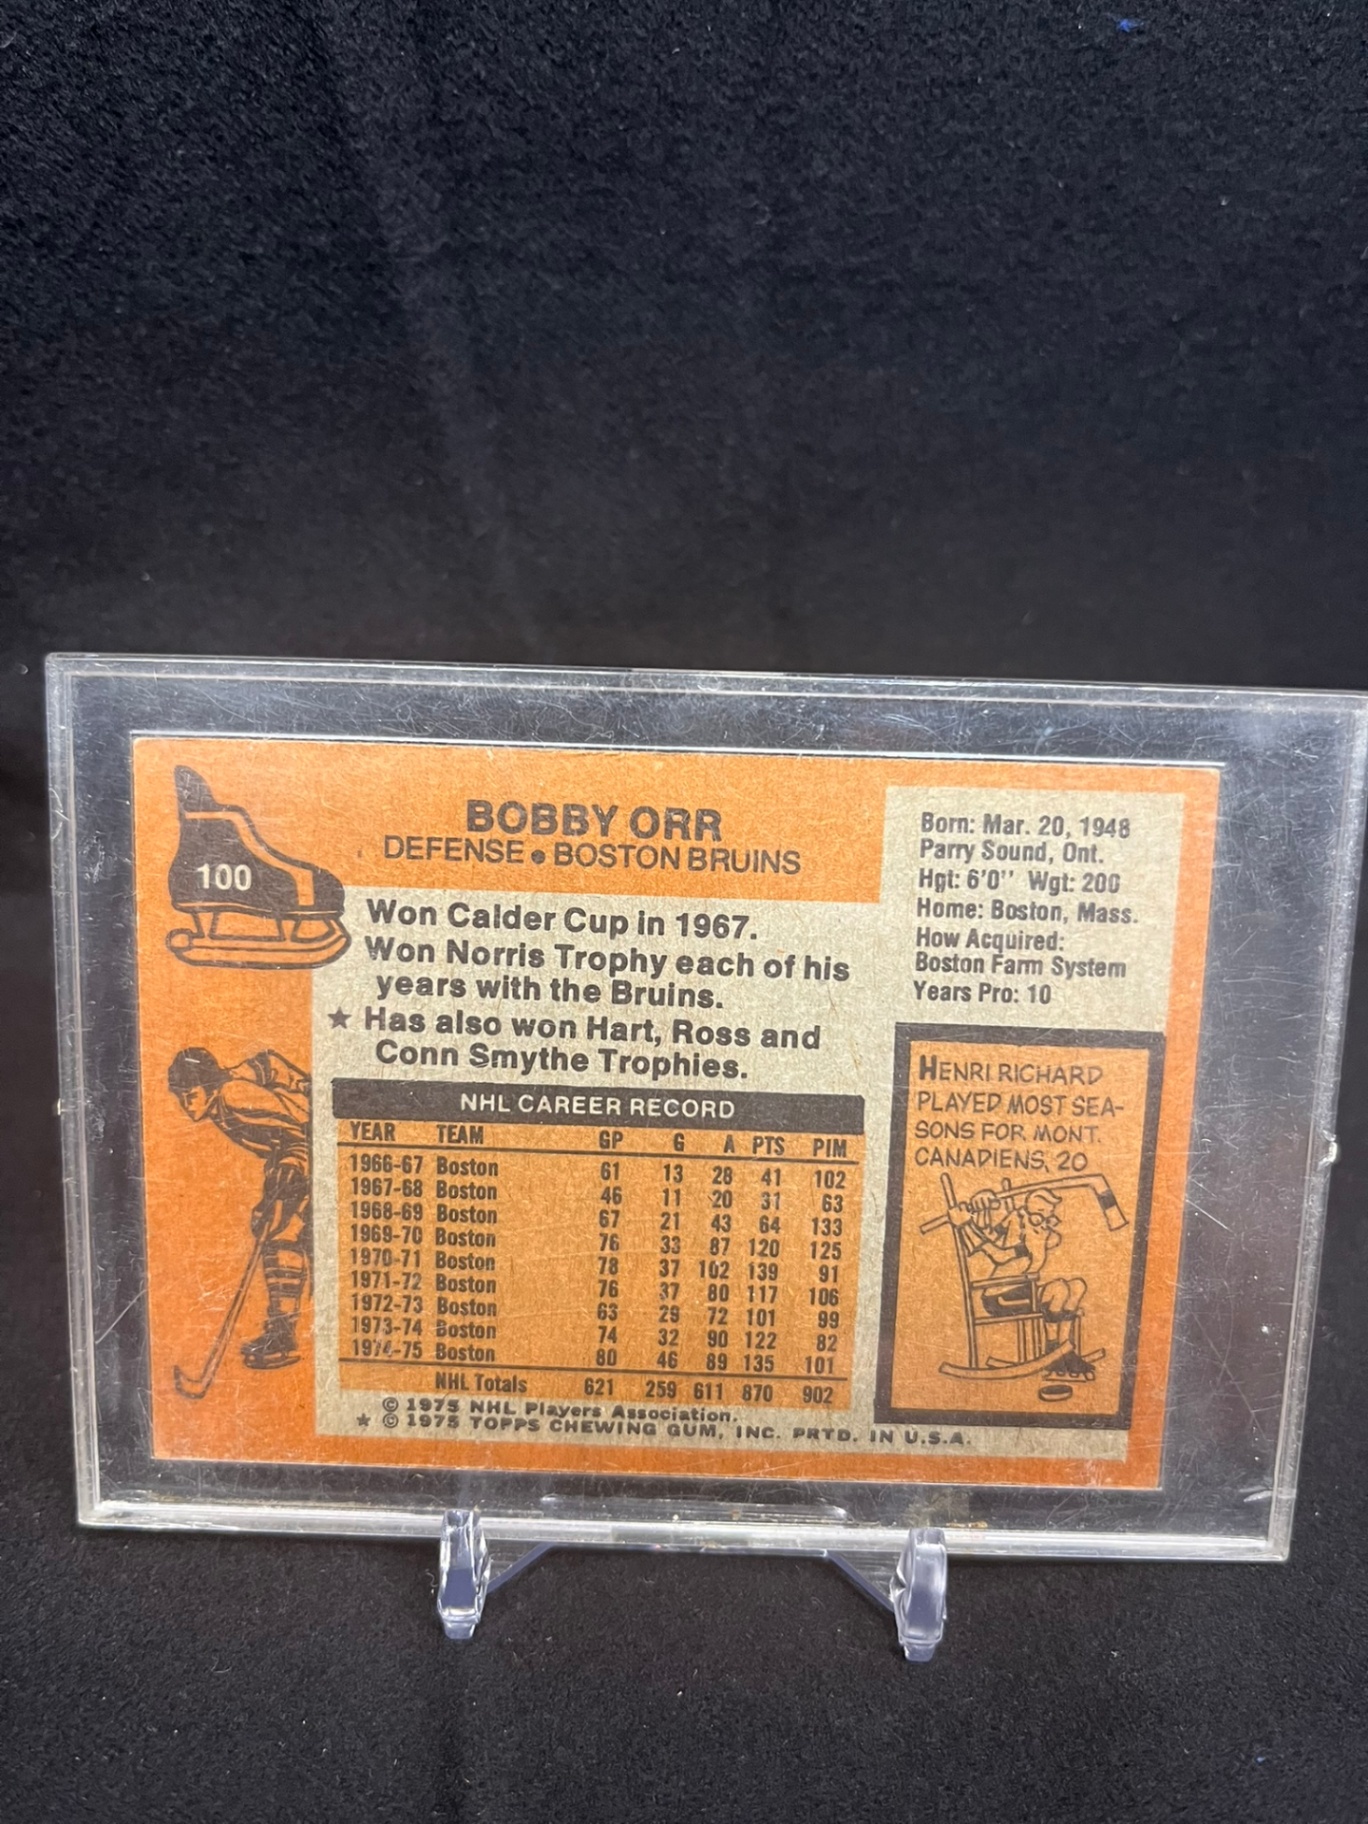 100
BOBBY ORR
DEFENSE • BOSTON BRUINS
Won Calder Cup in 1967.
Won Norris Trophy each of his
years with the Bruins.
★ Has also won Hart, Ross and
Conn Smythe Trophies.
NHL CAREER RECORD
YEAR TEAM GP G A PTS PIM
1966-67 Boston 61 13 28 41 102
1967-68 Boston 46 11 20 31 63
1968-69 Boston 67 21 43 64 133
1969-70 Boston 76 33 87 120 125
1970-71 Boston 78 37 102 139 91
1971-72 Boston 76 37 80 117 106
1972-73 Boston 63 29 72 101 99
1973-74 Boston 74 32 90 122 82
1974-75 Boston 80 46 89 135 101
NHL Totals 621 259 611 870 902
© 1975 NHL Players Association.
★ © 1975 TOPPS CHEWING GUM, INC. PRTD. IN U.S.A.
Born: Mar. 20, 1948
Parry Sound, Ont.
Hgt: 6'0" Wgt: 200
Home: Boston, Mass.
How Acquired:
Boston Farm System
Years Pro: 10
HENRI RICHARD
PLAYED MOST SEA-
SONS FOR MONT.
CANADIENS, 20